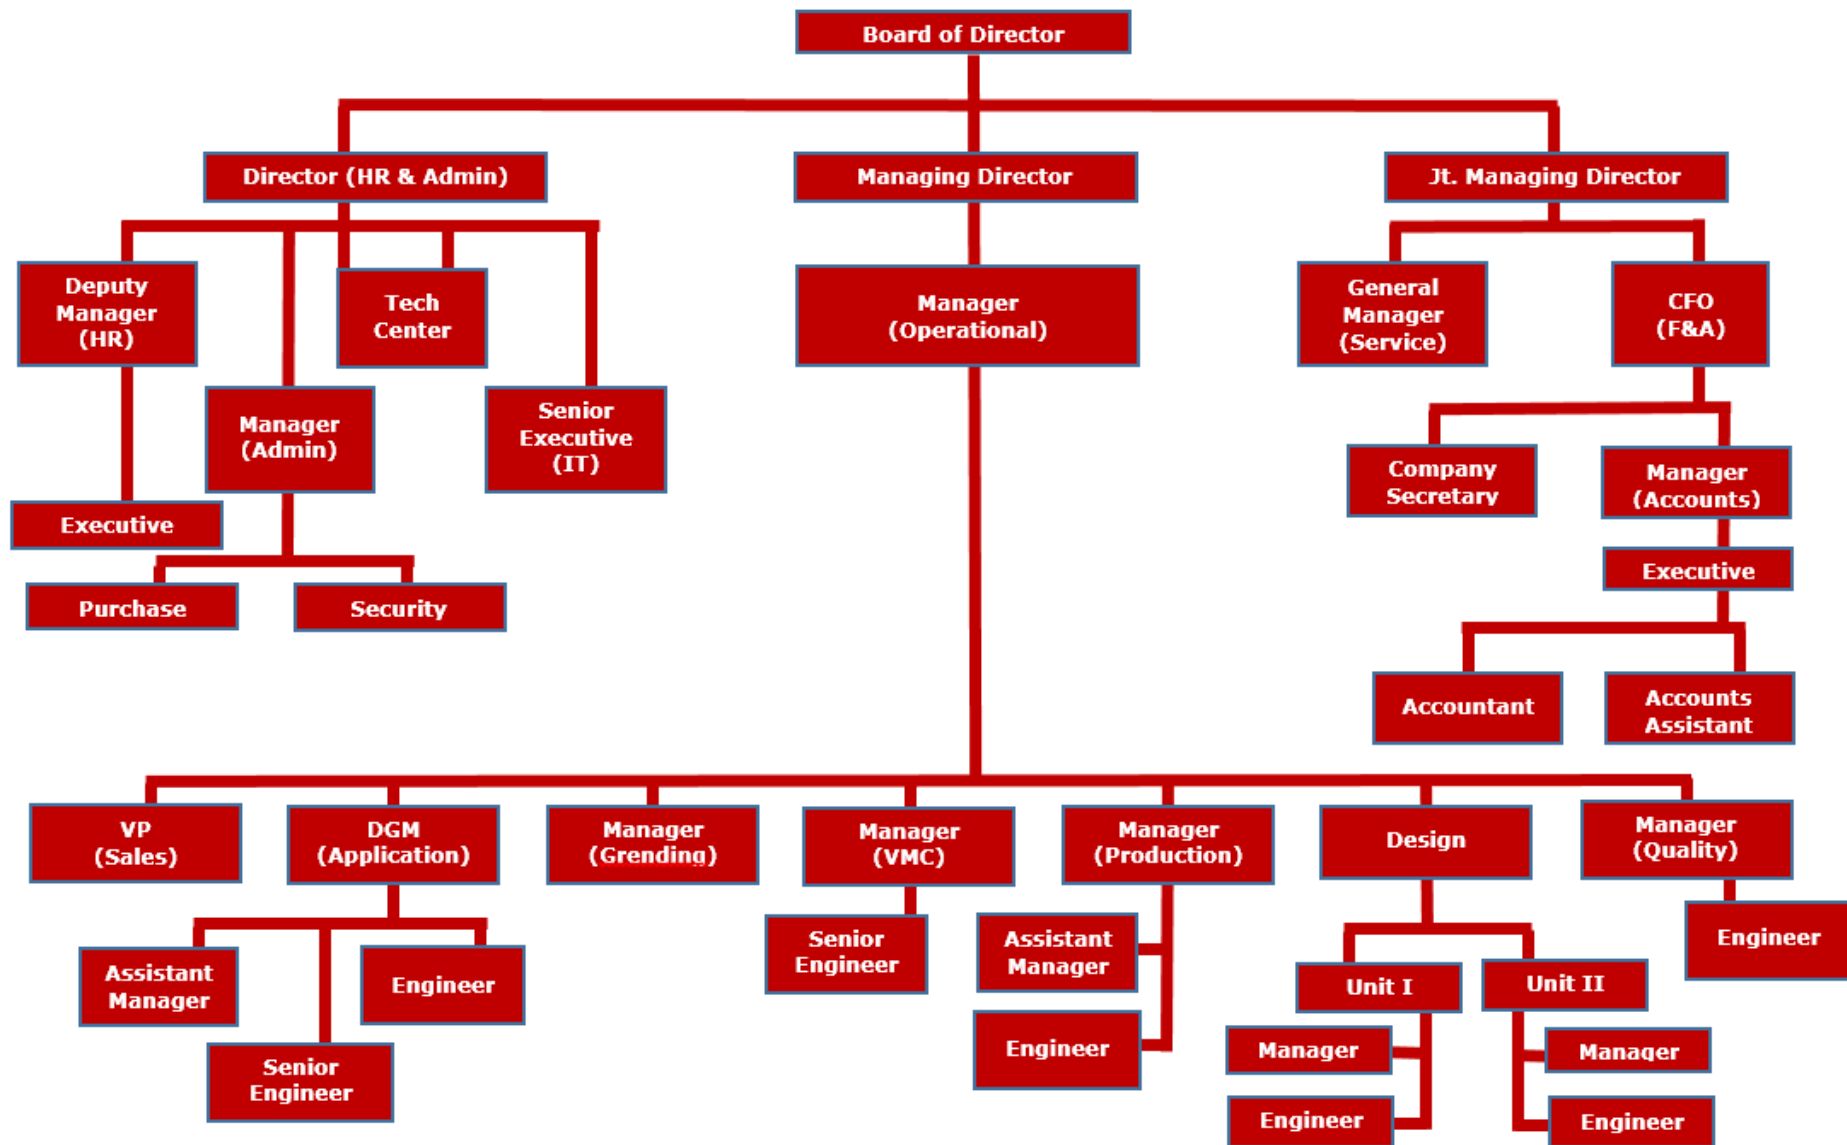 Board of Director
Director (HR & Admin)
Managing Director
Jt. Managing Director
Deputy
Manager
(HR)
Tech
Center
Manager
(Operational)
General
Manager
(Service)
CFO
(F&A)
Manager
(Admin)
Senior
Executive
(IT)
Company
Secretary
Manager
(Accounts)
Executive
Executive
Purchase
Security
Accountant
Accounts
Assistant
VP
(Sales)
DGM
(Application)
Manager
(Grending)
Manager
(VMC)
Manager
(Production)
Design
Manager
(Quality)
Assistant
Manager
Senior
Engineer
Engineer
Senior
Engineer
Assistant
Manager
Engineer
Unit I
Unit II
Manager
Engineer
Manager
Engineer
Engineer